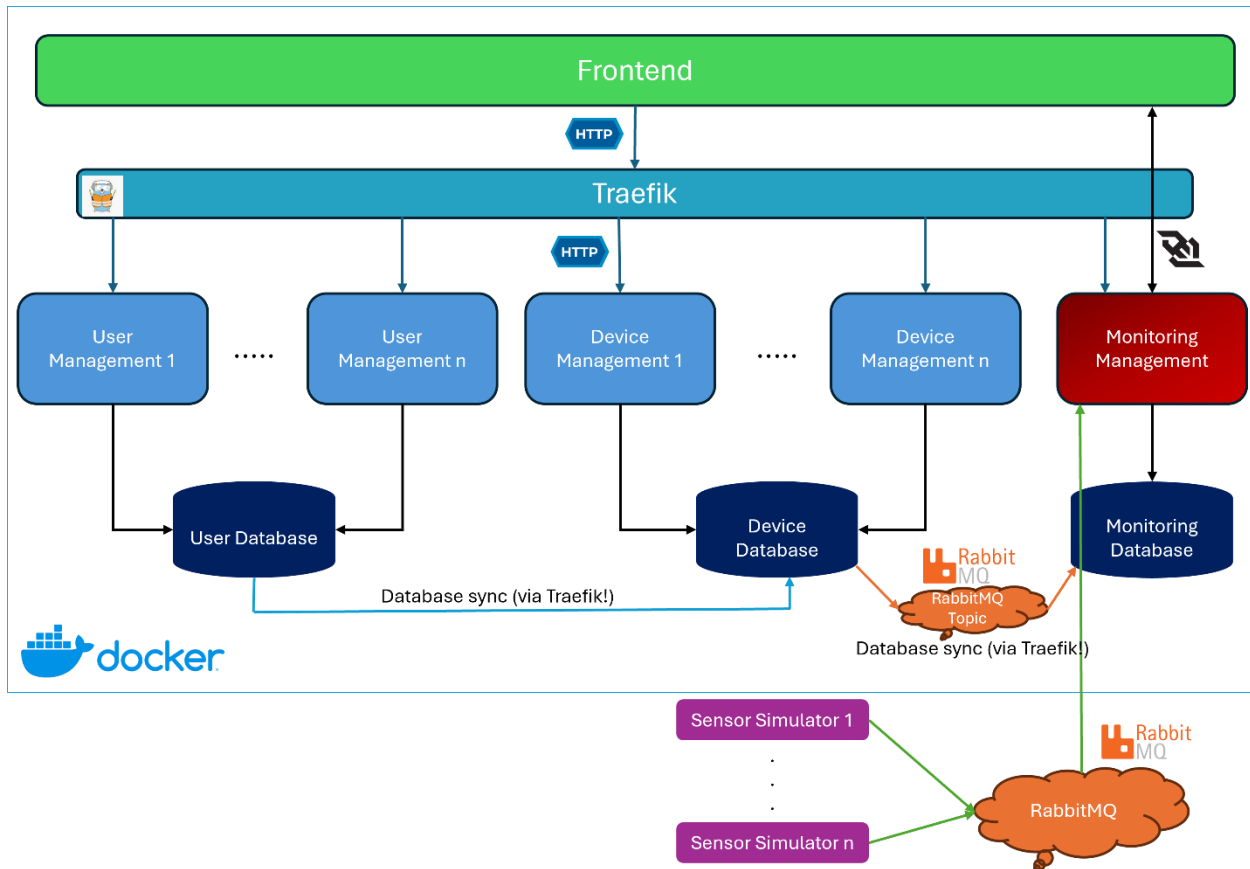 Frontend
HTTP
Traefik
HTTP
User
Management 1
.....
User
Management n
Device
Management 1
.....
Device
Management n
Monitoring
Management
User Database
Device
Database
Monitoring
Database
Rabbit
MQ
RabbitMQ
Topic
Database sync (via Traefik!)
Database sync (via Traefik!)
docker
Sensor Simulator 1
.
.
.
Sensor Simulator n
Rabbit
MQ
RabbitMQ